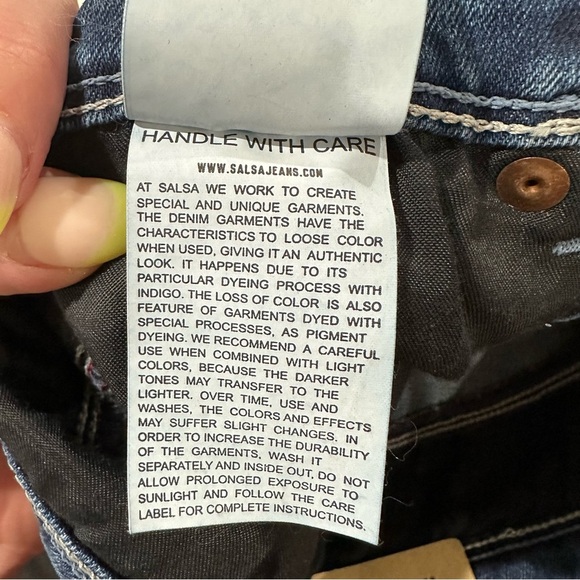 HANDLE WITH CARE
WWW.SALSAJEANS.COM
AT SALSA WE WORK TO CREATE
SPECIAL AND UNIQUE GARMENTS.
THE DENIM GARMENTS HAVE THE
CHARACTERISTICS TO LOOSE COLOR
WHEN USED, GIVING IT AN AUTHENTIC
LOOK. IT HAPPENS DUE TO ITS
PARTICULAR DYEING PROCESS WITH
INDIGO. THE LOSS OF COLOR IS ALSO
FEATURE OF GARMENTS DYED WITH
SPECIAL PROCESSES, AS PIGMENT
DYEING. WE RECOMMEND A CAREFUL
USE WHEN COMBINED WITH LIGHT
COLORS, BECAUSE THE DARKER
TONES MAY TRANSFER TO THE
LIGHTER. OVER TIME, USE AND
WASHES, THE COLORS AND EFFECTS
MAY SUFFER SLIGHT CHANGES. IN
ORDER TO INCREASE THE DURABILITY
OF THE GARMENTS, WASH IT
SEPARATELY AND INSIDE OUT, DO NOT
ALLOW PROLONGED EXPOSURE TO
SUNLIGHT AND FOLLOW THE CARE
LABEL FOR COMPLETE INSTRUCTIONS.